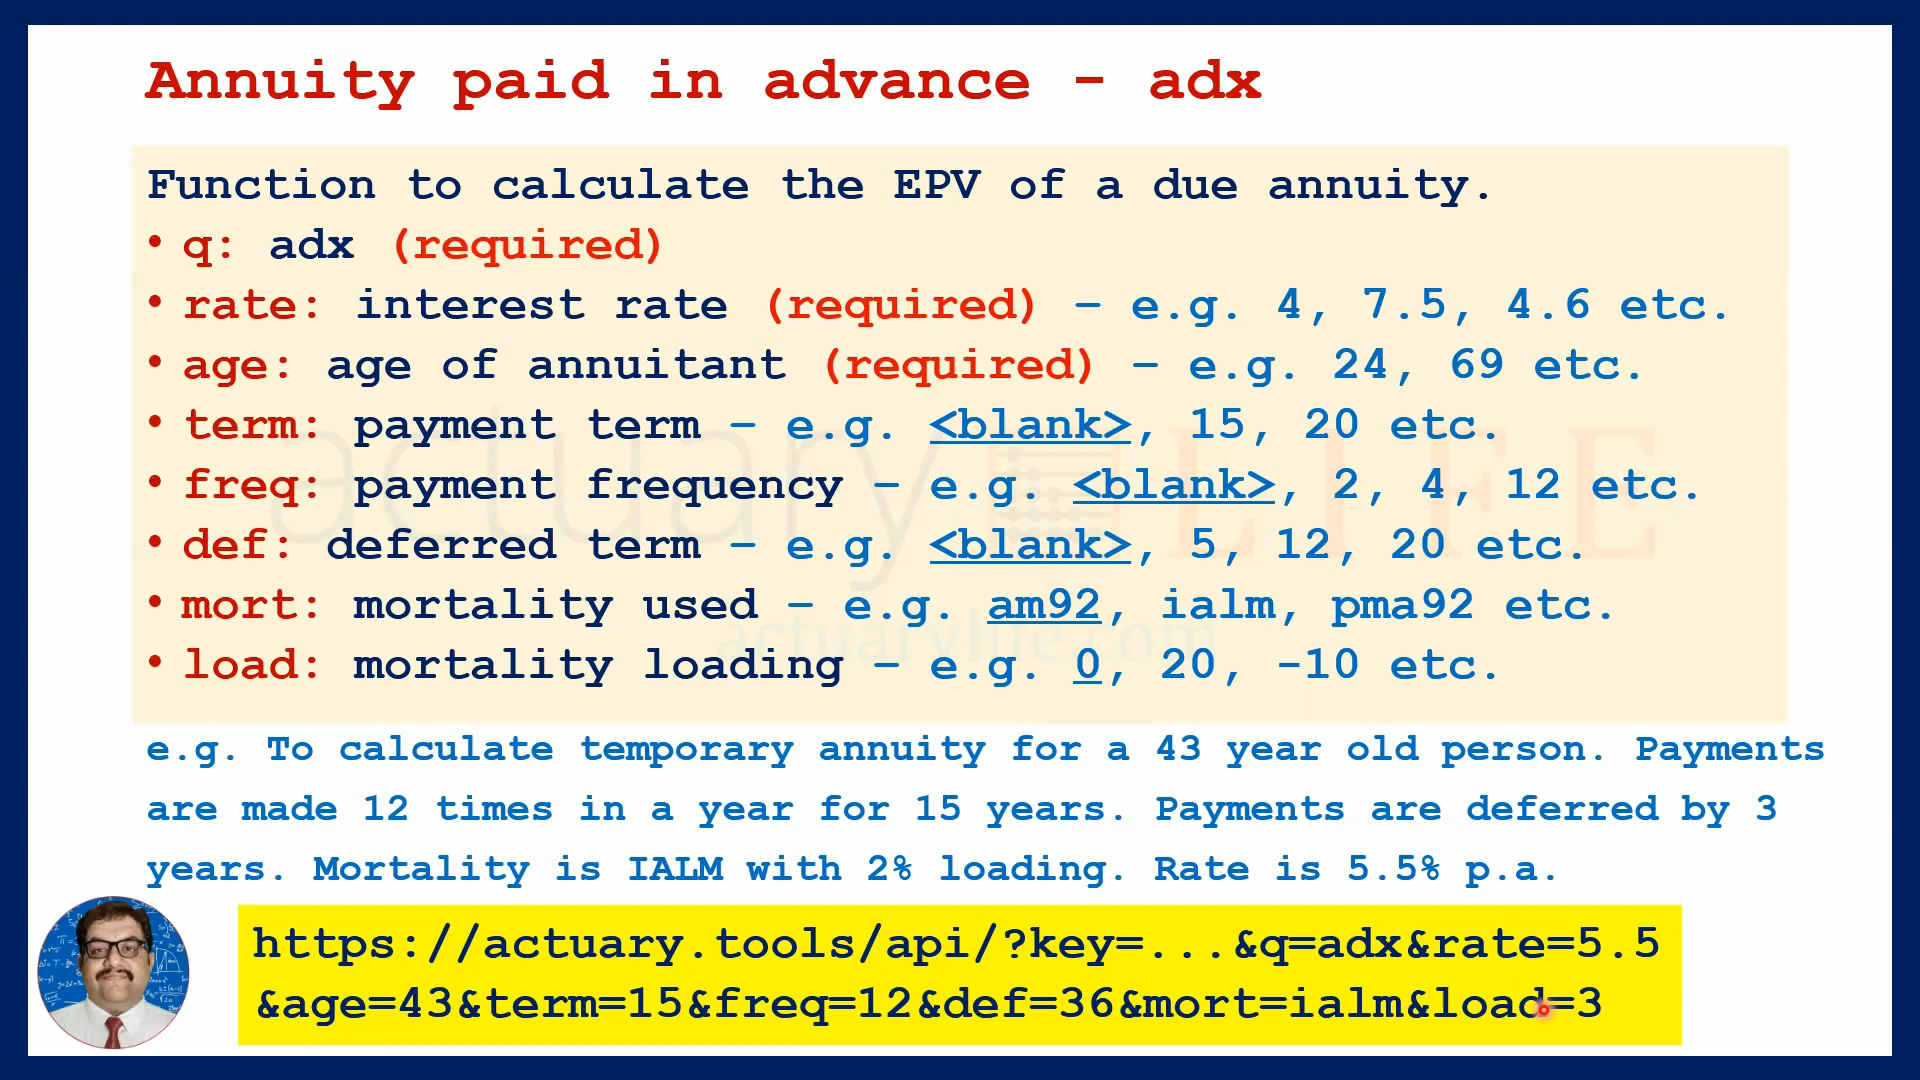 Annuity paid in advance - adx
Function to calculate the EPV of a due annuity.
• q: adx (required)
• rate: interest rate (required) – e.g. 4, 7.5, 4.6 etc.
• age: age of annuitant (required) – e.g. 24, 69 etc.
• term: payment term – e.g. <blank>, 15, 20 etc.
• freq: payment frequency – e.g. <blank>, 2, 4, 12 etc.
• def: deferred term – e.g. <blank>, 5, 12, 20 etc.
• mort: mortality used – e.g. am92, ialm, pma92 etc.
• load: mortality loading – e.g. 0, 20, -10 etc.
actuary LIFE
actuarylife.com
e.g. To calculate temporary annuity for a 43 year old person. Payments
are made 12 times in a year for 15 years. Payments are deferred by 3
years. Mortality is IALM with 2% loading. Rate is 5.5% p.a.
https://actuary.tools/api/?key=...&q=adx&rate=5.5
&age=43&term=15&freq=12&def=36&mort=ialm&load=3